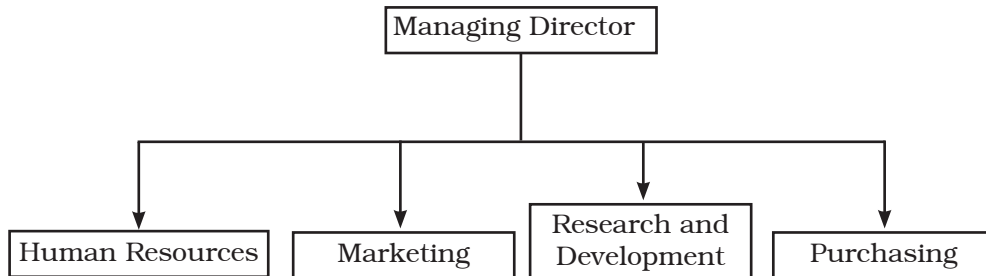 Managing Director
Human Resources
Marketing
Research and
Development
Purchasing